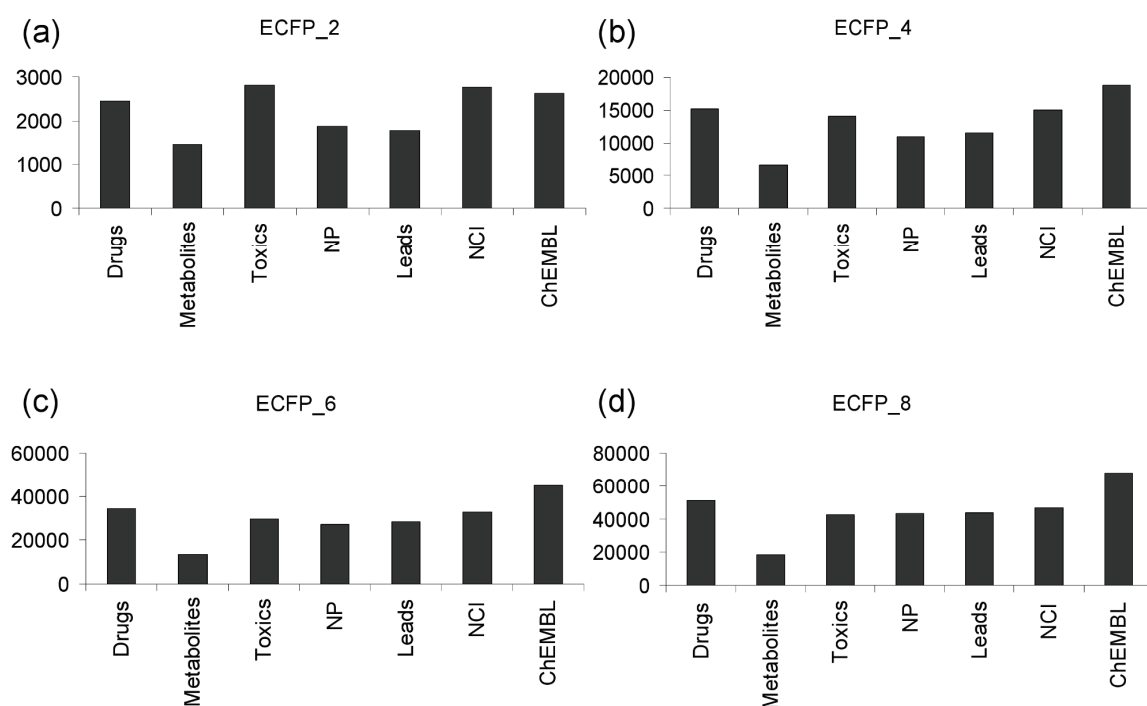 (a)
ECFP_2
3000
2000
1000
0
Drugs
Metabolites
Toxics
NP
Leads
NCI
ChEMBL
(b)
ECFP_4
20000
15000
10000
5000
0
Drugs
Metabolites
Toxics
NP
Leads
NCI
ChEMBL
(c)
ECFP_6
60000
40000
20000
0
Drugs
Metabolites
Toxics
NP
Leads
NCI
ChEMBL
(d)
ECFP_8
80000
60000
40000
20000
0
Drugs
Metabolites
Toxics
NP
Leads
NCI
ChEMBL